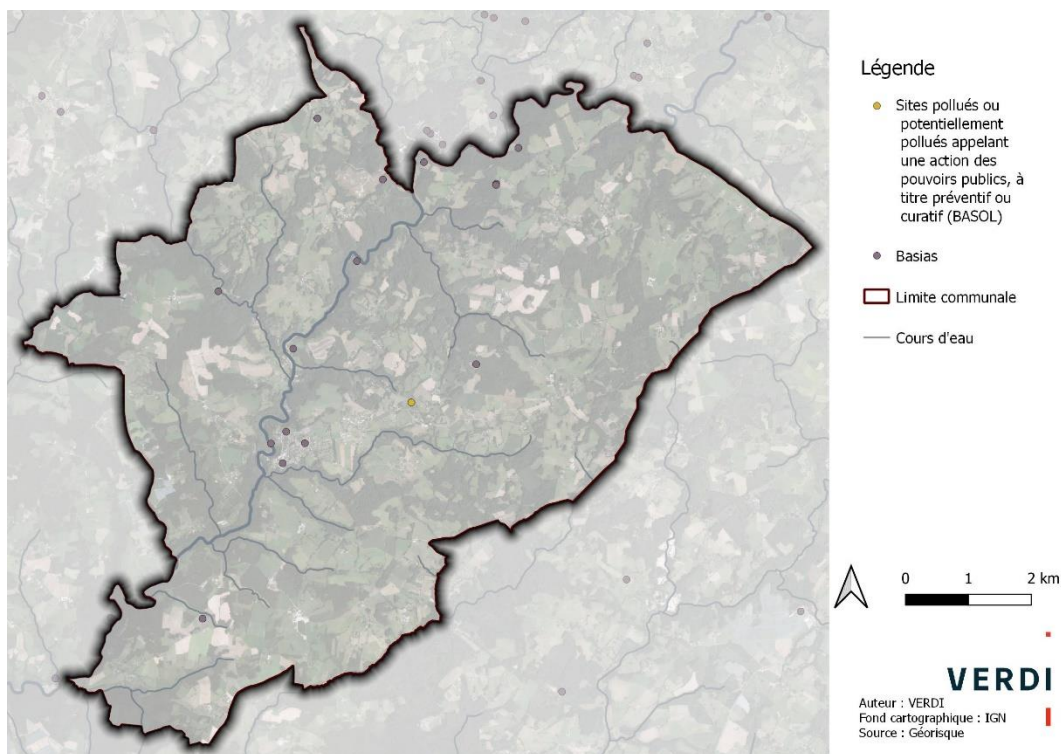 Légende
Sites pollués ou
potentiellement
pollués appelant
une action des
pouvoirs publics, à
titre préventif ou
curatif (BASOL)
Basias
Limite communale
Cours d'eau
0 1 2 km
VERDI
Auteur : VERDI
Fond cartographique : IGN
Source : Géorisque